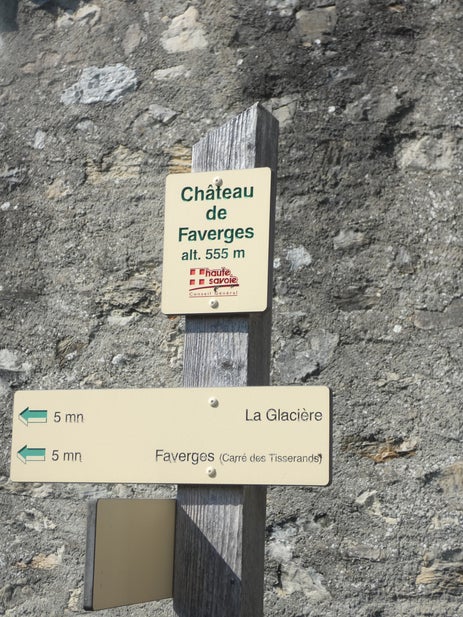 Château
de
Faverges
alt. 555 m
haute
savoie
Conseil Général
5 mn La Glacière
5 mn Faverges (Carré des Tisserands)